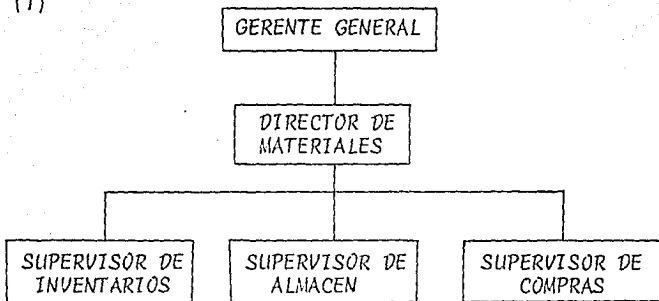 (1)
GERENTE GENERAL
DIRECTOR DE
MATERIALES
SUPERVISOR DE
INVENTARIOS
SUPERVISOR DE
ALMACEN
SUPERVISOR DE
COMPRAS